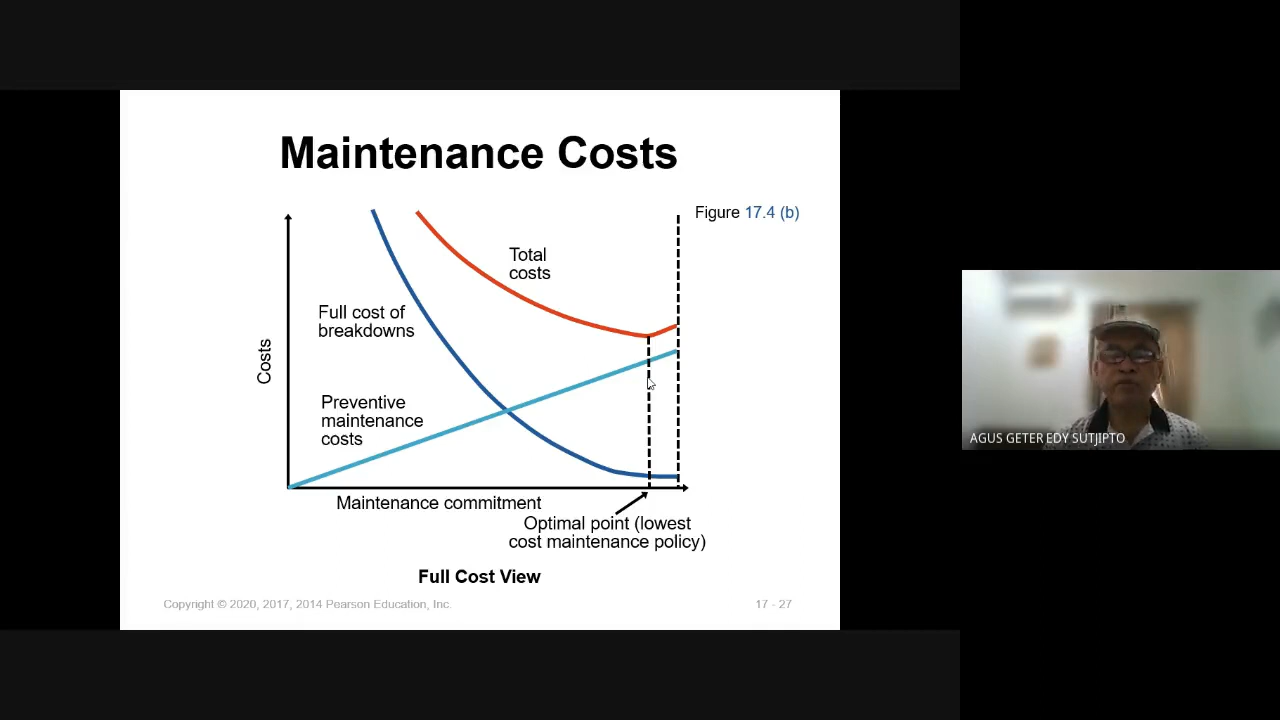 Maintenance Costs
Figure 17.4 (b)
Total
costs
Full cost of
breakdowns
Costs
Preventive
maintenance
costs
AGUS GETER EDY SUTJIPTO
Maintenance commitment
Optimal point (lowest
cost maintenance policy)
Full Cost View
Copyright © 2020, 2017, 2014 Pearson Education, Inc.
17 - 27